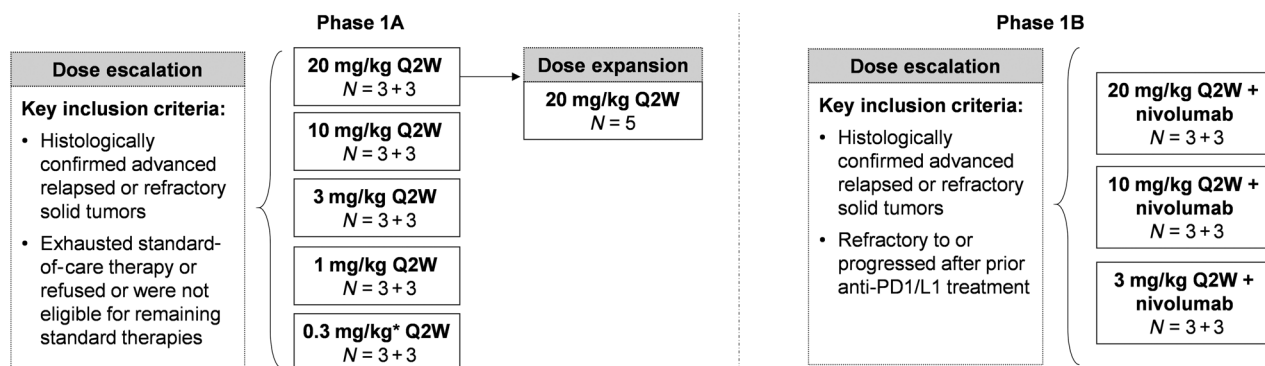 Phase 1A
Dose escalation
Key inclusion criteria:
• Histologically
confirmed advanced
relapsed or refractory
solid tumors
• Exhausted standard-
of-care therapy or
refused or were not
eligible for remaining
standard therapies
20 mg/kg Q2W
N = 3 + 3
10 mg/kg Q2W
N = 3 + 3
3 mg/kg Q2W
N = 3 + 3
1 mg/kg Q2W
N = 3 + 3
0.3 mg/kg* Q2W
N = 3 + 3
Dose expansion
20 mg/kg Q2W
N = 5
Phase 1B
Dose escalation
Key inclusion criteria:
• Histologically
confirmed advanced
relapsed or refractory
solid tumors
• Refractory to or
progressed after prior
anti-PD1/L1 treatment
20 mg/kg Q2W +
nivolumab
N = 3 + 3
10 mg/kg Q2W +
nivolumab
N = 3 + 3
3 mg/kg Q2W +
nivolumab
N = 3 + 3